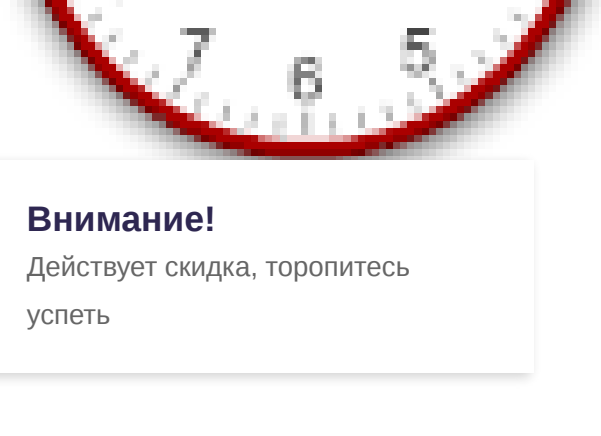 7 6 5
Внимание!
Действует скидка, торопитесь
успеть